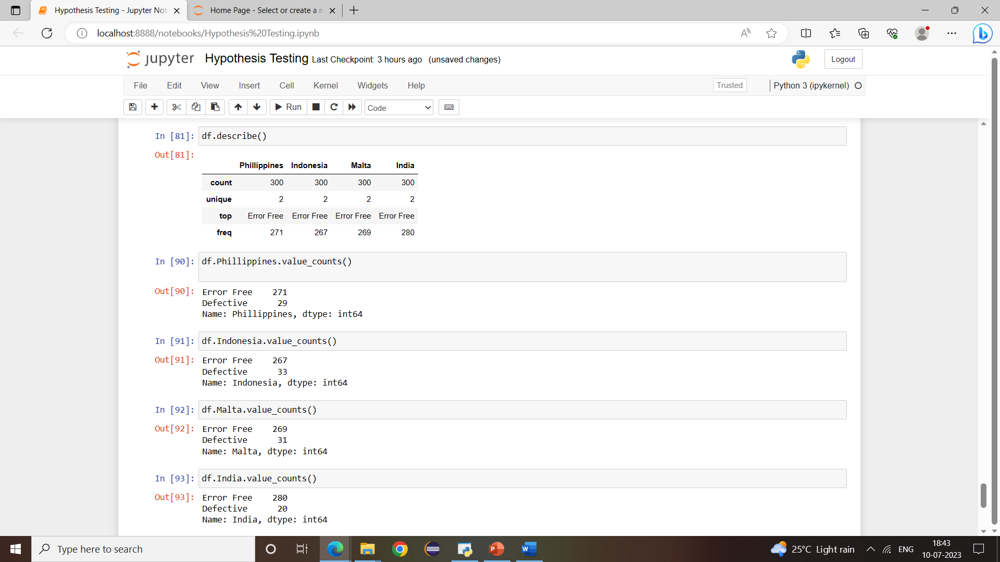 Hypothesis Testing - Jupyter Not
Home Page - Select or create a n
localhost:8888/notebooks/Hypothesis%20Testing.ipynb
jupyter Hypothesis Testing Last Checkpoint: 3 hours ago (unsaved changes)
Logout
File Edit View Insert Cell Kernel Widgets Help
Trusted
Python 3 (ipykernel)
Run
Code
In [81]: df.describe()
Out[81]:
Phillippines Indonesia Malta India
count 300 300 300 300
unique 2 2 2 2
top Error Free Error Free Error Free Error Free
freq 271 267 269 280
In [90]: df.Phillippines.value_counts()
Out[90]: Error Free 271
Defective 29
Name: Phillippines, dtype: int64
In [91]: df.Indonesia.value_counts()
Out[91]: Error Free 267
Defective 33
Name: Indonesia, dtype: int64
In [92]: df.Malta.value_counts()
Out[92]: Error Free 269
Defective 31
Name: Malta, dtype: int64
In [93]: df.India.value_counts()
Out[93]: Error Free 280
Defective 20
Name: India, dtype: int64
Type here to search
25°C Light rain
ENG
18:43
10-07-2023